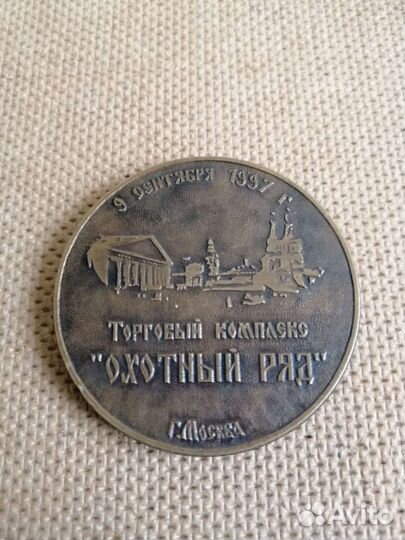 9 СЕНТЯБРЯ 1997 Г.
ТОРГОВЫЙ КОМПЛЕКС
"ОХОТНЫЙ РЯД"
Г. МОСКВА
Avito